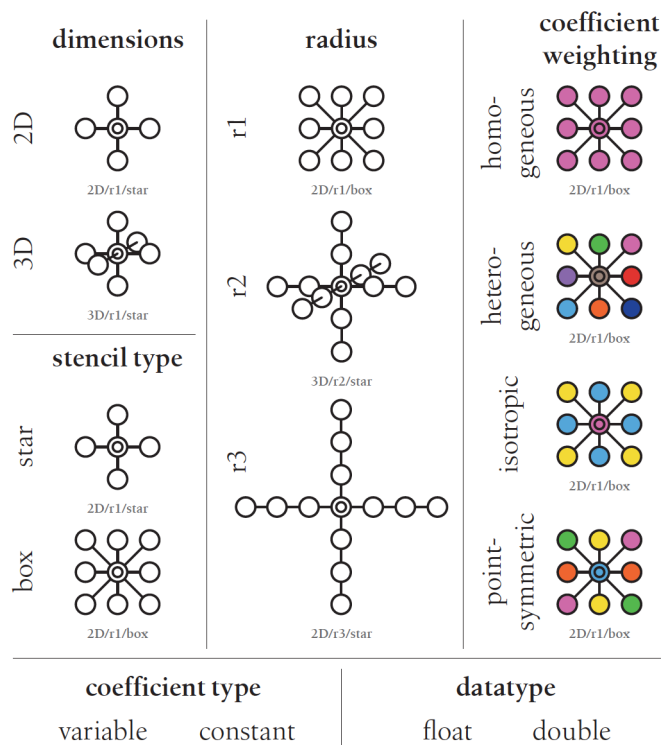 dimensions
2D
2D/r1/star
3D
3D/r1/star
stencil type
star
2D/r1/star
box
2D/r1/box
radius
r1
2D/r1/box
r2
3D/r2/star
r3
2D/r3/star
coefficient
weighting
homo-
geneous
2D/r1/box
hetero-
geneous
2D/r1/box
isotropic
2D/r1/box
point-
symmetric
2D/r1/box
coefficient type
variable constant
datatype
float double